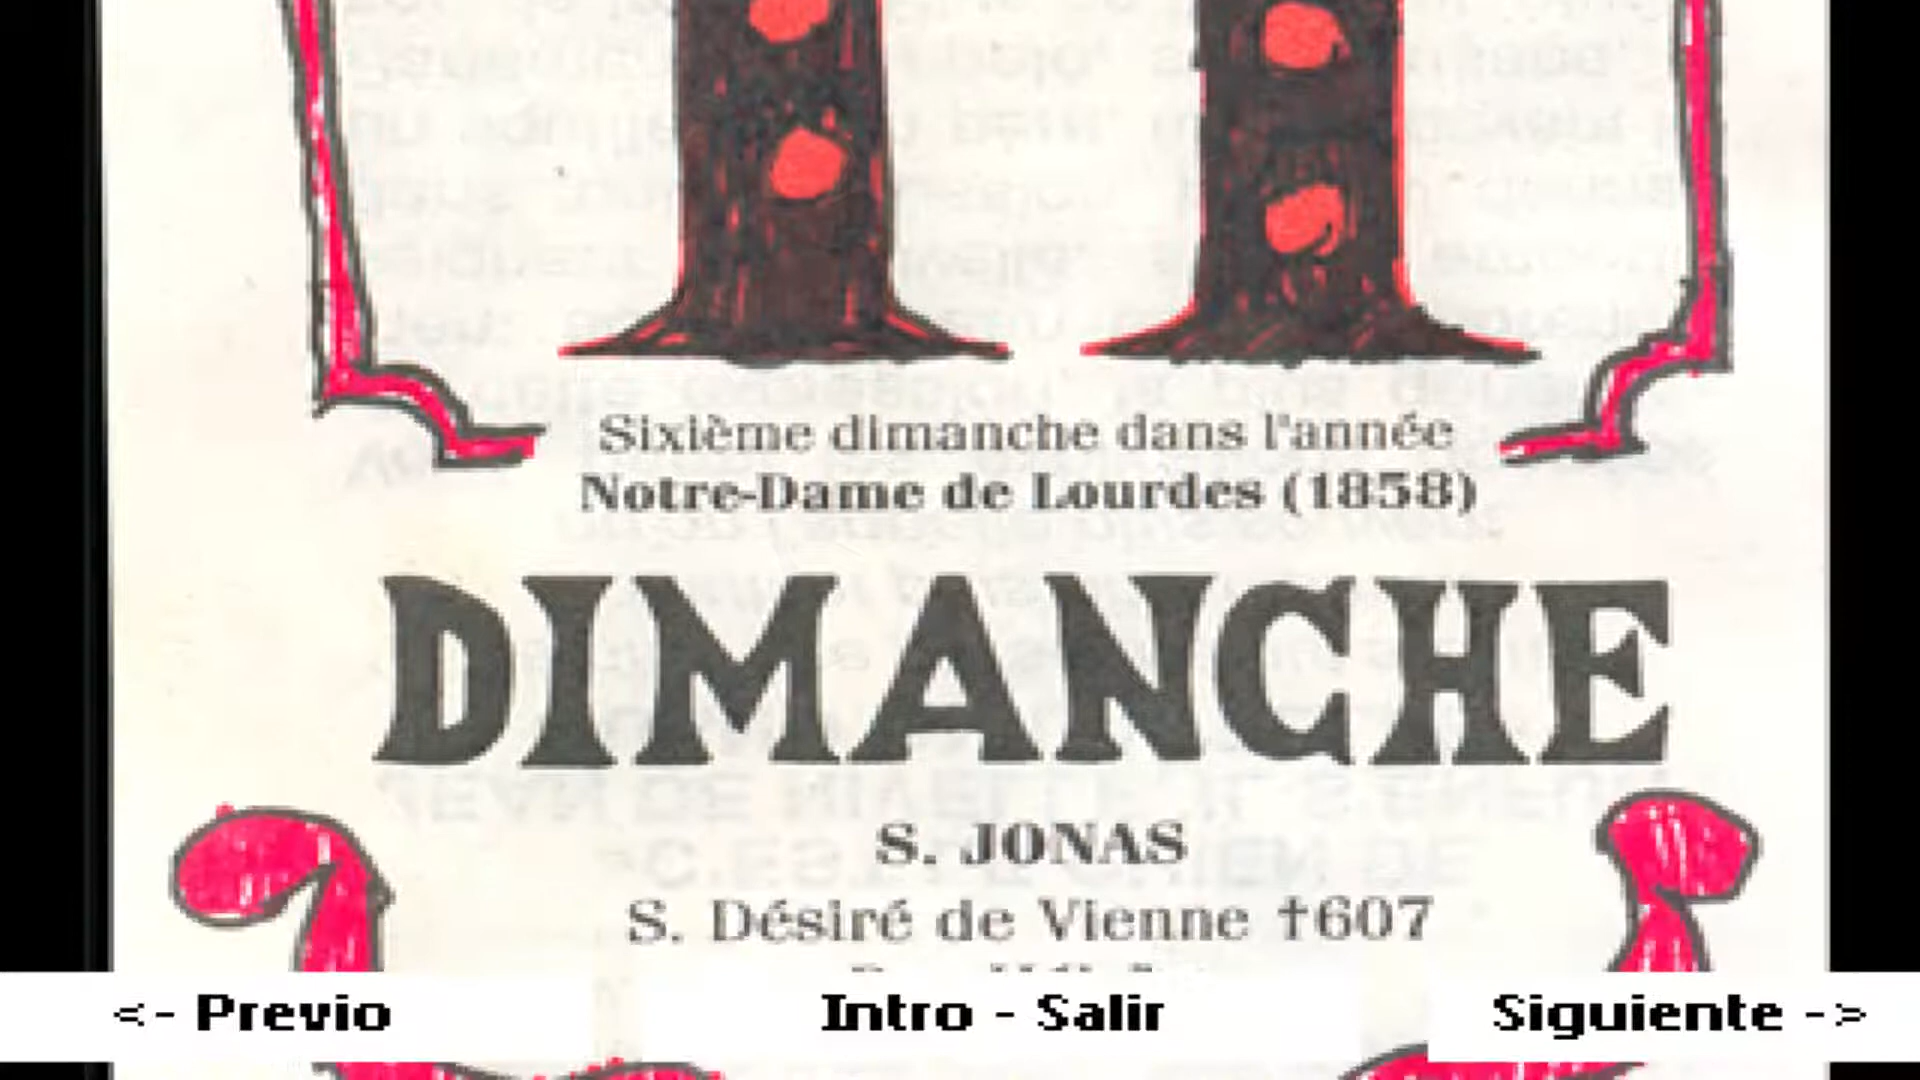 11
Sixième dimanche dans l'année
Notre-Dame de Lourdes (1858)
DIMANCHE
S. JONAS
S. Désiré de Vienne †607
<- Previo
Intro - Salir
Siguiente ->